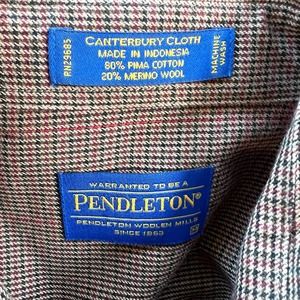 CANTERBURY CLOTH
MADE IN INDONESIA
80% PIMA COTTON
20% MERINO WOOL
RN29685
MACHINE
WASH
WARRANTED TO BE A
PENDLETON
PENDLETON WOOLEN MILLS
SINCE 1863